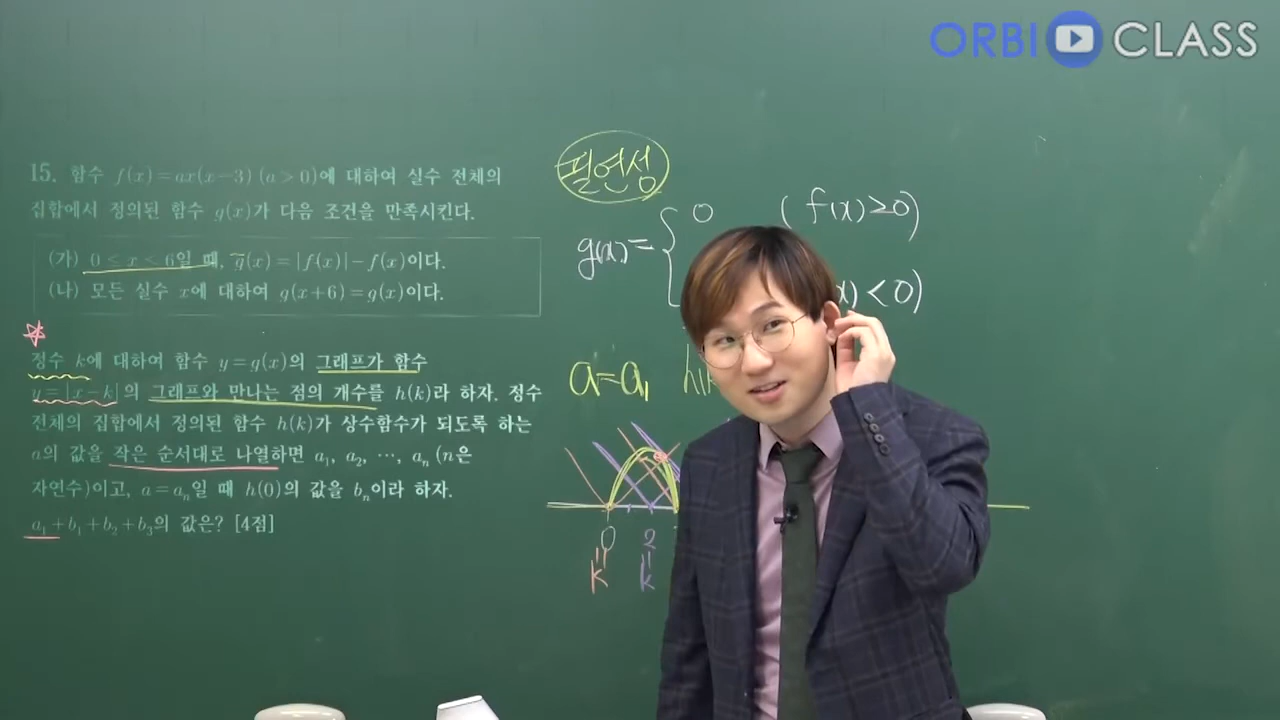 ORBI CLASS
15. 함수 f(x)=ax(x-3) (a>0)에 대하여 실수 전체의
집합에서 정의된 함수 g(x)가 다음 조건을 만족시킨다.
(가) 0≤x<6일 때, g(x)=|f(x)|-f(x)이다.
(나) 모든 실수 x에 대하여 g(x+6)=g(x)이다.
정수 k에 대하여 함수 y=g(x)의 그래프가 함수
y=|x-k|의 그래프와 만나는 점의 개수를 h(k)라 하자. 정수
전체의 집합에서 정의된 함수 h(k)가 상수함수가 되도록 하는
a의 값을 작은 순서대로 나열하면 a₁, a₂, ⋯, aₙ (n은
자연수)이고, a=aₙ일 때 h(0)의 값을 bₙ이라 하자.
a₁+b₁+b₂+b₃의 값은? [4점]
필연성
g(x)= { 0 (f(x)≥0)
x)<0)
a=a₁ h(k
0 2
= =
k k